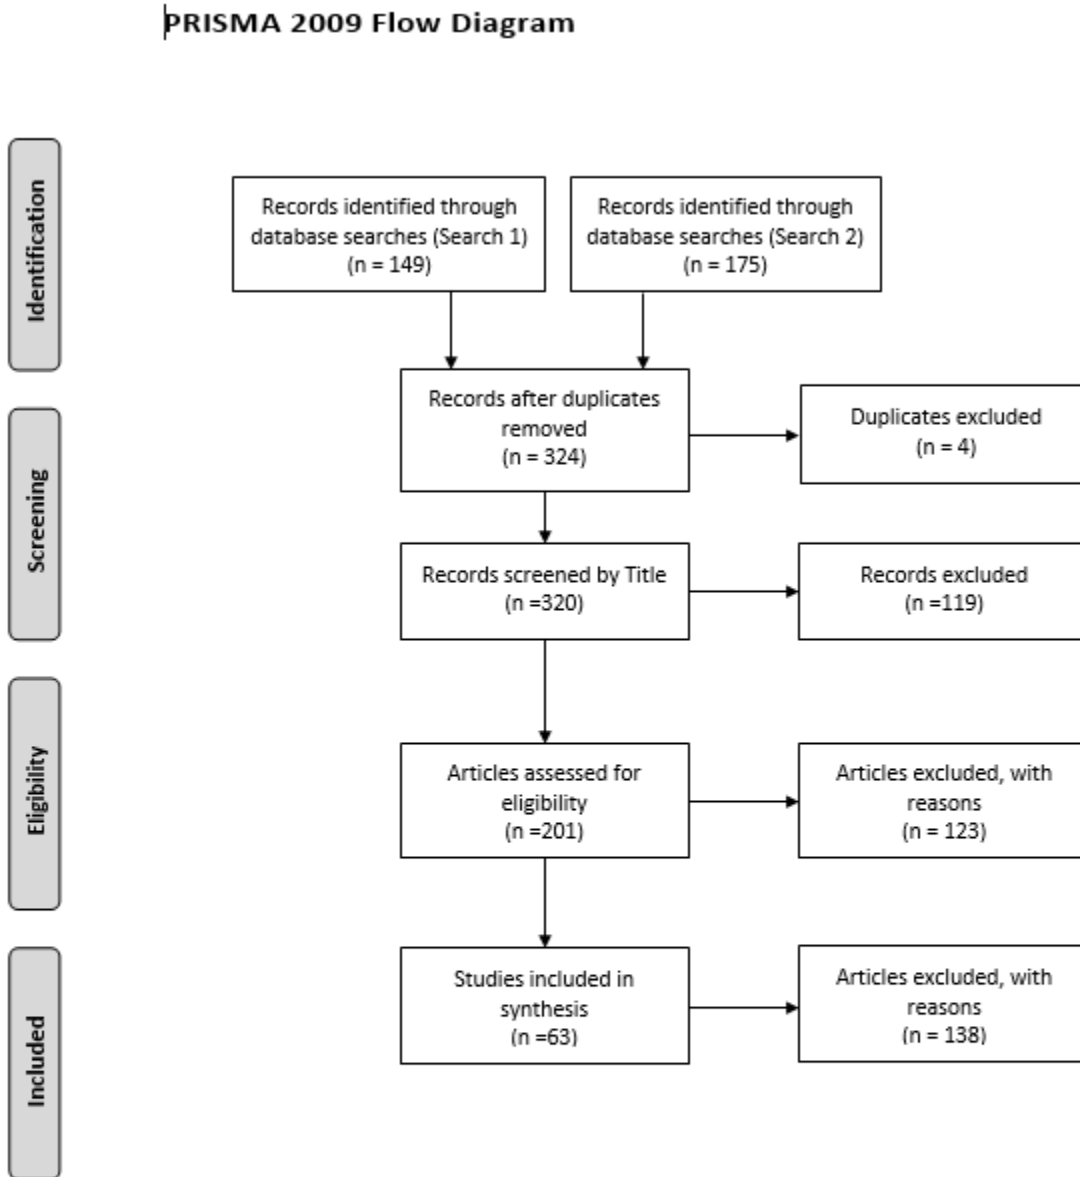 PRISMA 2009 Flow Diagram
Identification
Records identified through
database searches (Search 1)
(n = 149)
Records identified through
database searches (Search 2)
(n = 175)
Screening
Records after duplicates
removed
(n = 324)
Duplicates excluded
(n = 4)
Records screened by Title
(n =320)
Records excluded
(n =119)
Eligibility
Articles assessed for
eligibility
(n =201)
Articles excluded, with
reasons
(n = 123)
Included
Studies included in
synthesis
(n =63)
Articles excluded, with
reasons
(n = 138)